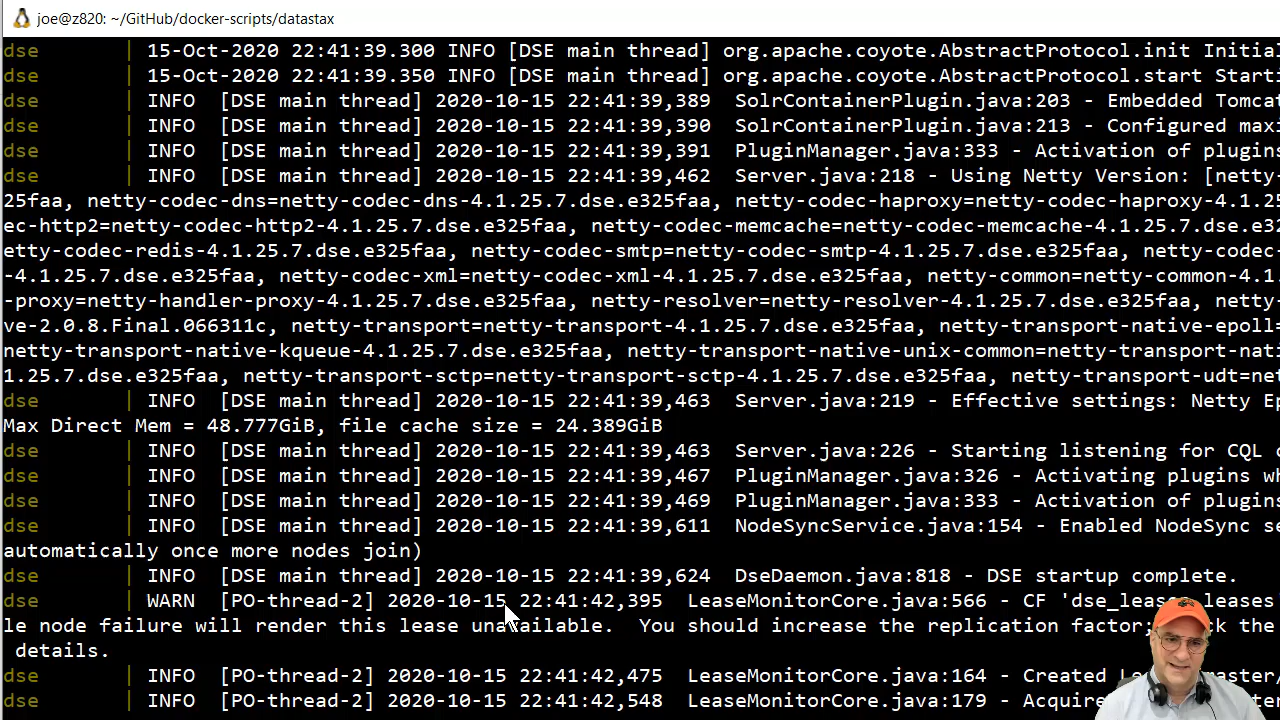 joe@z820: ~/GitHub/docker-scripts/datastax
dse | 15-Oct-2020 22:41:39.300 INFO [DSE main thread] org.apache.coyote.AbstractProtocol.init Initia
dse | 15-Oct-2020 22:41:39.350 INFO [DSE main thread] org.apache.coyote.AbstractProtocol.start Starti
dse | INFO [DSE main thread] 2020-10-15 22:41:39,389 SolrContainerPlugin.java:203 - Embedded Tomca
dse | INFO [DSE main thread] 2020-10-15 22:41:39,390 SolrContainerPlugin.java:213 - Configured maxi
dse | INFO [DSE main thread] 2020-10-15 22:41:39,391 PluginManager.java:333 - Activation of plugins
dse | INFO [DSE main thread] 2020-10-15 22:41:39,462 Server.java:218 - Using Netty Version: [netty-
25faa, netty-codec-dns=netty-codec-dns-4.1.25.7.dse.e325faa, netty-codec-haproxy=netty-codec-haproxy-4.1.25
ec-http2=netty-codec-http2-4.1.25.7.dse.e325faa, netty-codec-memcache=netty-codec-memcache-4.1.25.7.dse.e3
etty-codec-redis-4.1.25.7.dse.e325faa, netty-codec-smtp=netty-codec-smtp-4.1.25.7.dse.e325faa, netty-codec-
-4.1.25.7.dse.e325faa, netty-codec-xml=netty-codec-xml-4.1.25.7.dse.e325faa, netty-common=netty-common-4.1.
-proxy=netty-handler-proxy-4.1.25.7.dse.e325faa, netty-resolver=netty-resolver-4.1.25.7.dse.e325faa, netty-
ve-2.0.8.Final.066311c, netty-transport=netty-transport-4.1.25.7.dse.e325faa, netty-transport-native-epoll=
netty-transport-native-kqueue-4.1.25.7.dse.e325faa, netty-transport-native-unix-common=netty-transport-nati
1.25.7.dse.e325faa, netty-transport-sctp=netty-transport-sctp-4.1.25.7.dse.e325faa, netty-transport-udt=net
dse | INFO [DSE main thread] 2020-10-15 22:41:39,463 Server.java:219 - Effective settings: Netty Ep
Max Direct Mem = 48.777GiB, file cache size = 24.389GiB
dse | INFO [DSE main thread] 2020-10-15 22:41:39,463 Server.java:226 - Starting listening for CQL c
dse | INFO [DSE main thread] 2020-10-15 22:41:39,467 PluginManager.java:326 - Activating plugins wh
dse | INFO [DSE main thread] 2020-10-15 22:41:39,469 PluginManager.java:333 - Activation of plugins
dse | INFO [DSE main thread] 2020-10-15 22:41:39,611 NodeSyncService.java:154 - Enabled NodeSync se
automatically once more nodes join)
dse | INFO [DSE main thread] 2020-10-15 22:41:39,624 DseDaemon.java:818 - DSE startup complete.
dse | WARN [PO-thread-2] 2020-10-15 22:41:42,395 LeaseMonitorCore.java:566 - CF 'dse_leases
le node failure will render this lease unavailable. You should increase the replication factor; the
details.
dse | INFO [PO-thread-2] 2020-10-15 22:41:42,475 LeaseMonitorCore.java:164 - Created master/
dse | INFO [PO-thread-2] 2020-10-15 22:41:42,548 LeaseMonitorCore.java:179 - Acquire